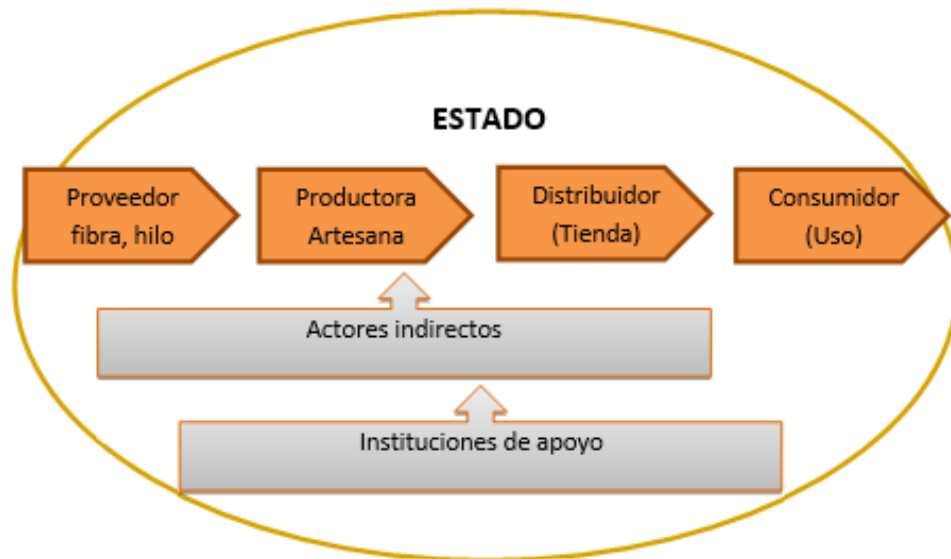 ESTADO
Proveedor
fibra, hilo
Productora
Artesana
Distribuidor
(Tienda)
Consumidor
(Uso)
Actores indirectos
Instituciones de apoyo